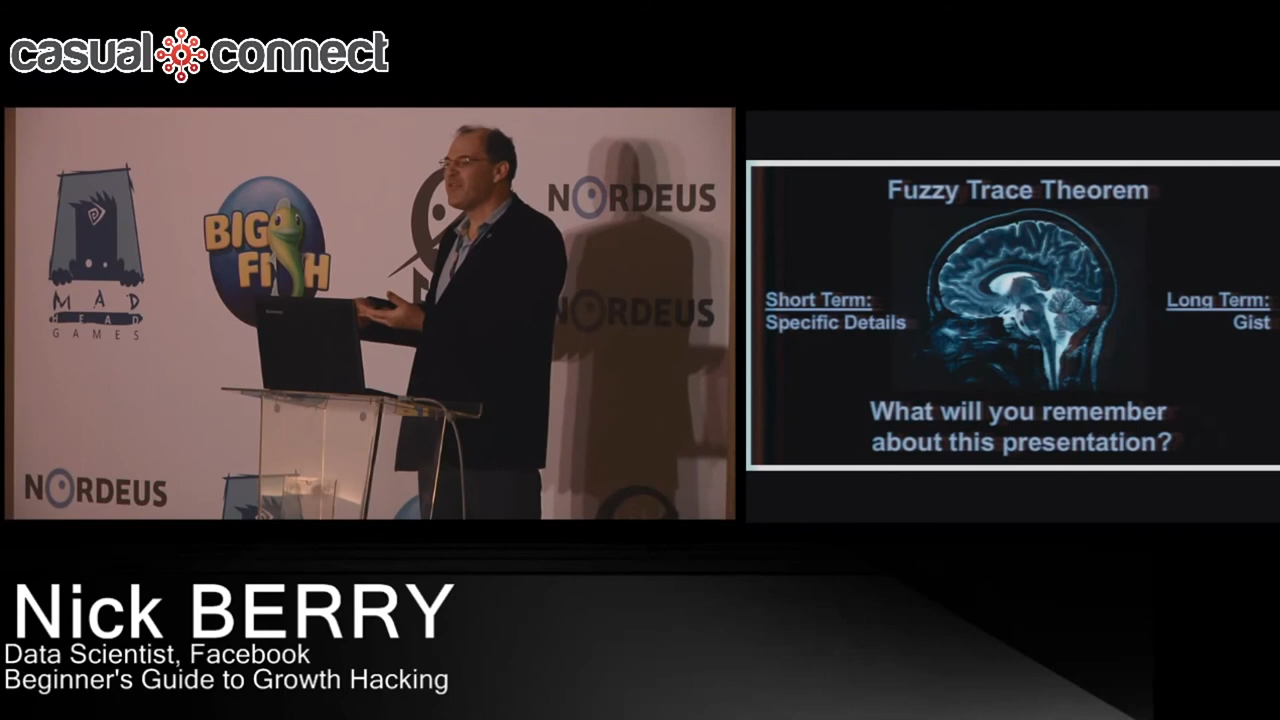 casual connect
MAD
HEAD
GAMES
BIG
FISH
NORDEUS
NORDEUS
NORDEUS
Fuzzy Trace Theorem
Short Term:
Specific Details
Long Term:
Gist
What will you remember
about this presentation?
Nick BERRY
Data Scientist, Facebook
Beginner's Guide to Growth Hacking